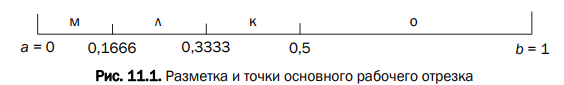 м л к о
a = 0 0,1666 0,3333 0,5 b = 1
Рис. 11.1. Разметка и точки основного рабочего отрезка